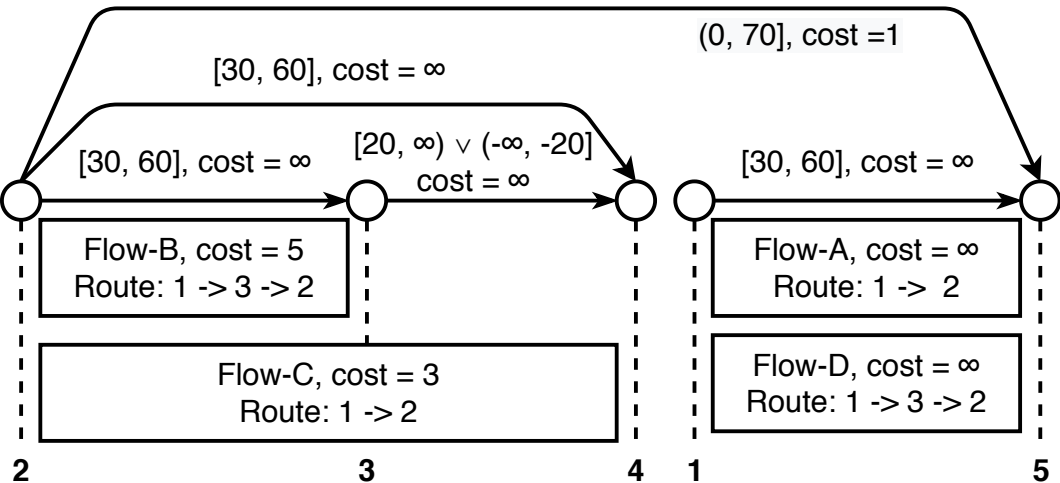 (0, 70], cost =1
[30, 60], cost = ∞
[30, 60], cost = ∞
[20, ∞) ∨ (-∞, -20]
cost = ∞
[30, 60], cost = ∞
Flow-B, cost = 5
Route: 1 -> 3 -> 2
Flow-A, cost = ∞
Route: 1 -> 2
Flow-C, cost = 3
Route: 1 -> 2
Flow-D, cost = ∞
Route: 1 -> 3 -> 2
2 3 4 1 5